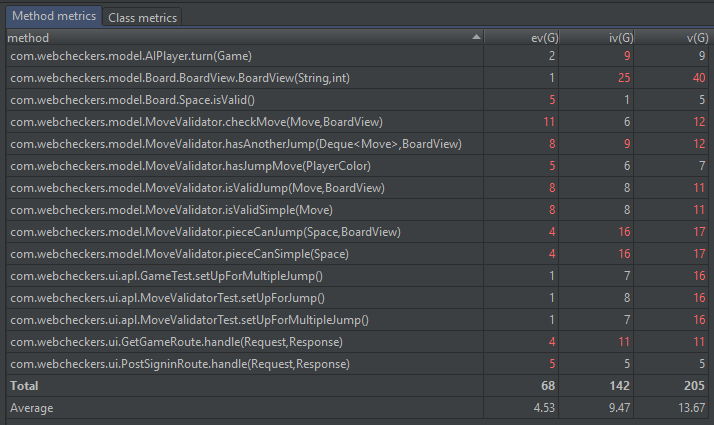 Method metrics Class metrics
method ev(G) iv(G) v(G)
com.webcheckers.model.AIPlayer.turn(Game) 2 9 9
com.webcheckers.model.Board.BoardView.BoardView(String,int) 1 25 40
com.webcheckers.model.Board.Space.isValid() 5 1 5
com.webcheckers.model.MoveValidator.checkMove(Move,BoardView) 11 6 12
com.webcheckers.model.MoveValidator.hasAnotherJump(Deque<Move>,BoardView) 8 9 12
com.webcheckers.model.MoveValidator.hasJumpMove(PlayerColor) 5 6 7
com.webcheckers.model.MoveValidator.isValidJump(Move,BoardView) 8 8 11
com.webcheckers.model.MoveValidator.isValidSimple(Move) 8 8 11
com.webcheckers.model.MoveValidator.pieceCanJump(Space,BoardView) 4 16 17
com.webcheckers.model.MoveValidator.pieceCanSimple(Space) 4 16 17
com.webcheckers.ui.apl.GameTest.setUpForMultipleJump() 1 7 16
com.webcheckers.ui.apl.MoveValidatorTest.setUpForJump() 1 8 16
com.webcheckers.ui.apl.MoveValidatorTest.setUpForMultipleJump() 1 7 16
com.webcheckers.ui.GetGameRoute.handle(Request,Response) 4 11 11
com.webcheckers.ui.PostSigninRoute.handle(Request,Response) 5 5 5
Total 68 142 205
Average 4.53 9.47 13.67